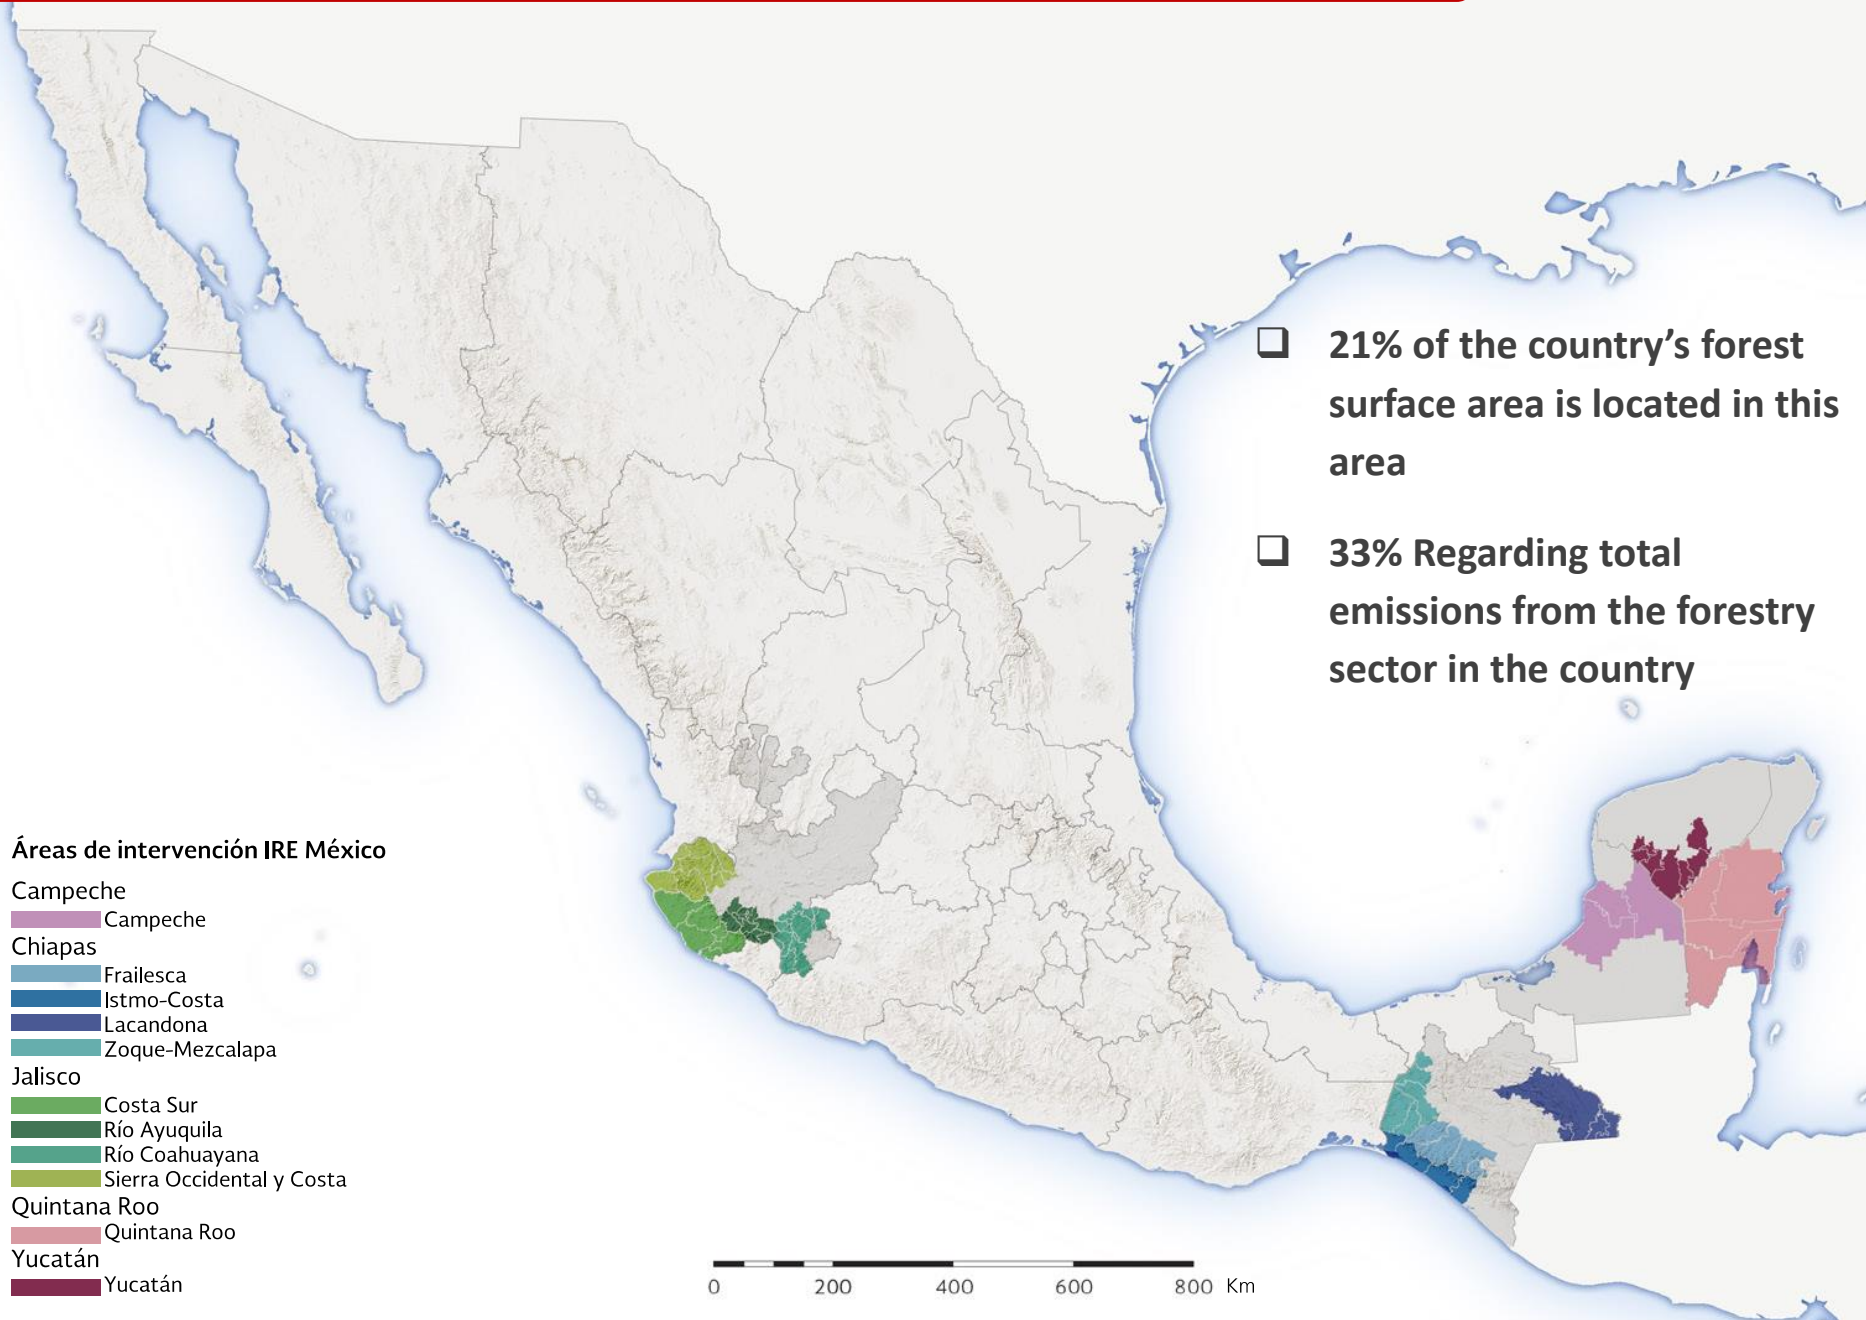 ❑ 21% of the country’s forest
surface area is located in this
area
❑ 33% Regarding total
emissions from the forestry
sector in the country
Áreas de intervención IRE México
Campeche
Campeche
Chiapas
Frailesca
Istmo-Costa
Lacandona
Zoque-Mezcalapa
Jalisco
Costa Sur
Río Ayuquila
Río Coahuayana
Sierra Occidental y Costa
Quintana Roo
Quintana Roo
Yucatán
Yucatán
0 200 400 600 800 Km